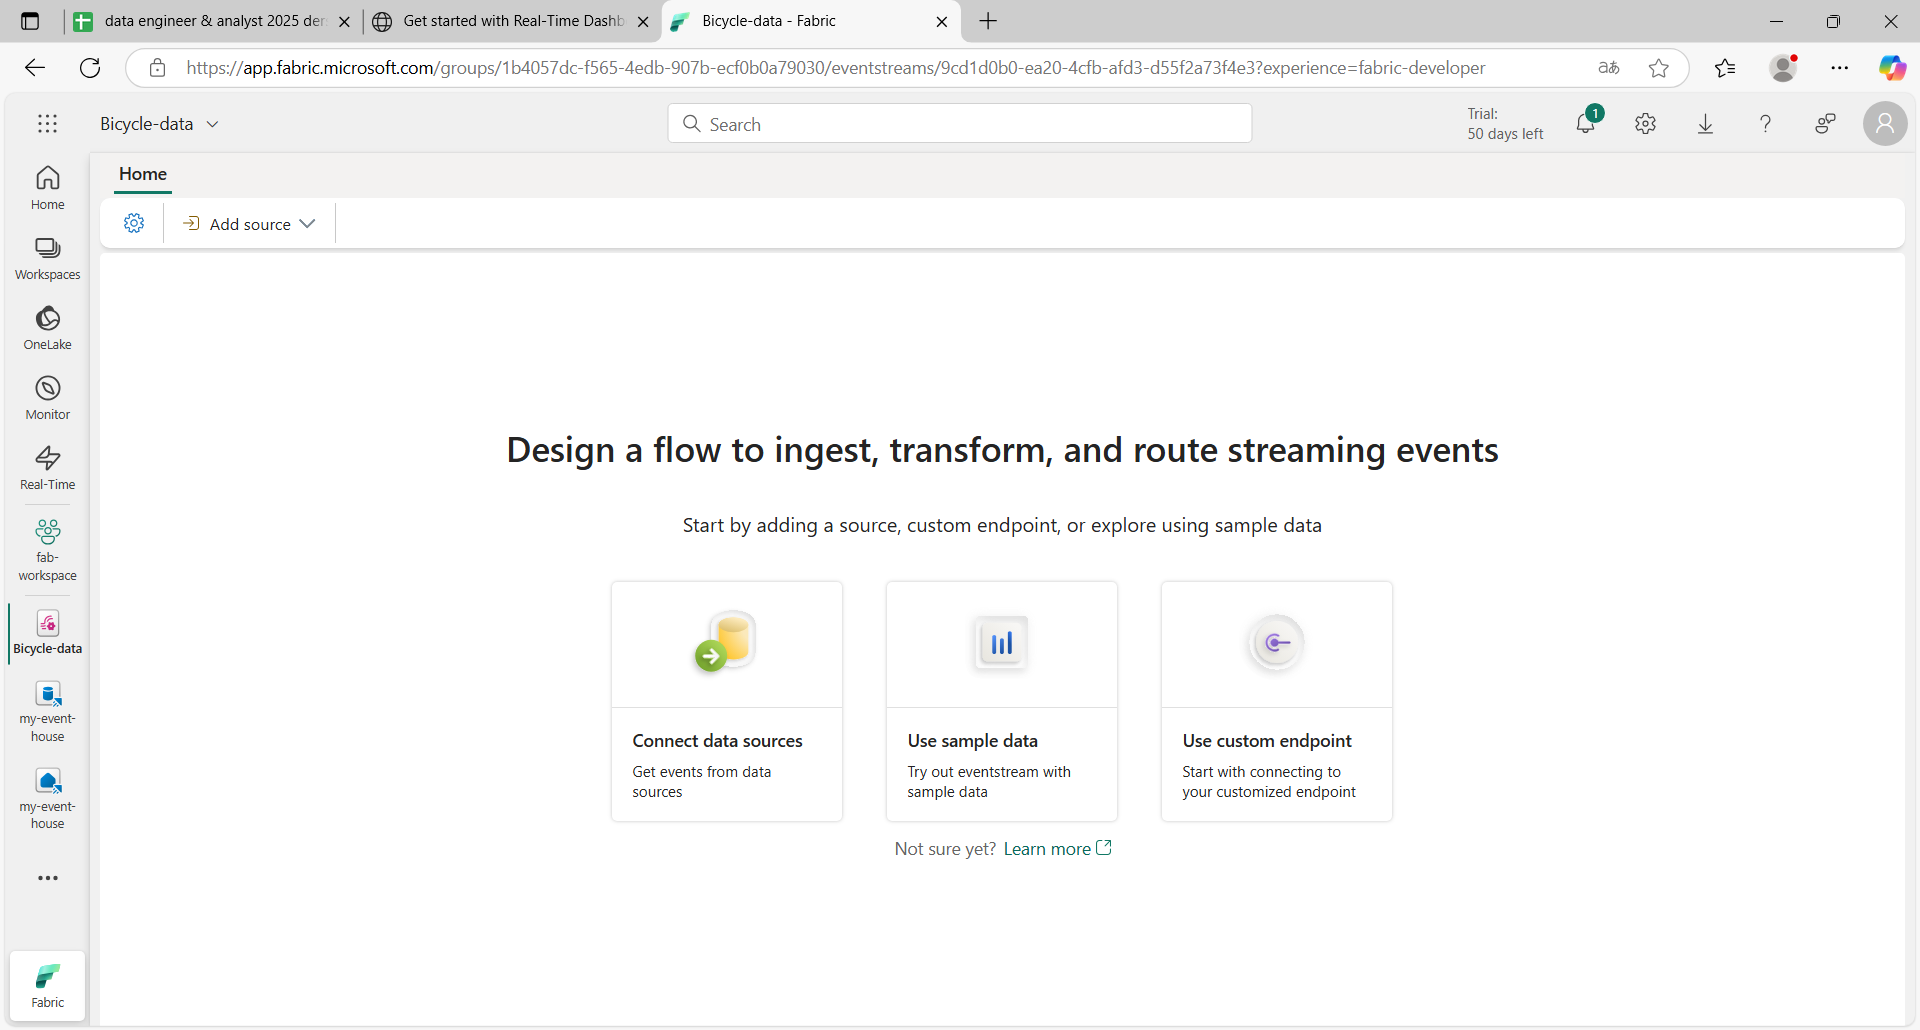 data engineer & analyst 2025 der
Get started with Real-Time Dashb
Bicycle-data - Fabric
https://app.fabric.microsoft.com/groups/1b4057dc-f565-4edb-907b-ecf0b0a79030/eventstreams/9cd1d0b0-ea20-4cfb-afd3-d55f2a73f4e3?experience=fabric-developer
Bicycle-data
Search
Trial:
50 days left
1
Home
Add source
Home
Workspaces
OneLake
Monitor
Real-Time
fab-
workspace
Bicycle-data
my-event-
house
my-event-
house
Fabric
Design a flow to ingest, transform, and route streaming events
Start by adding a source, custom endpoint, or explore using sample data
Connect data sources
Get events from data
sources
Use sample data
Try out eventstream with
sample data
Use custom endpoint
Start with connecting to
your customized endpoint
Not sure yet? Learn more